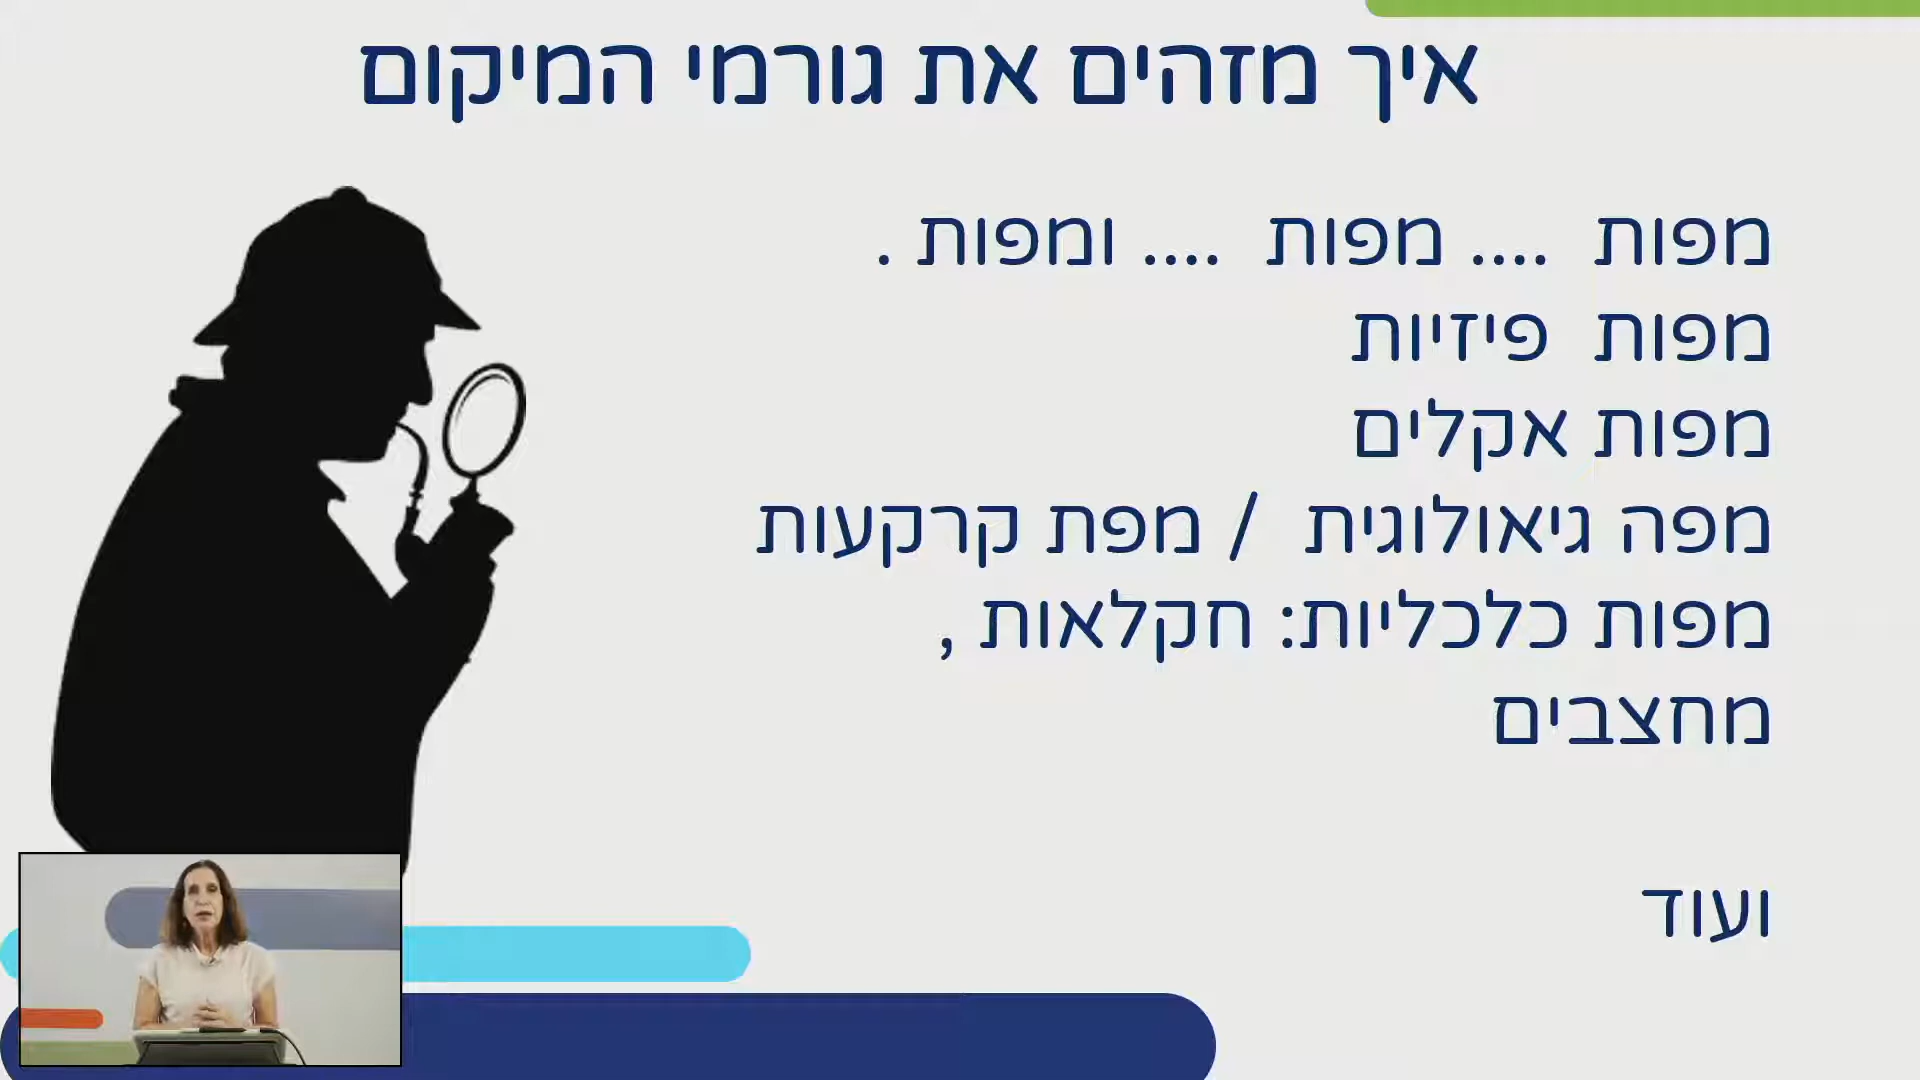 איך מזהים את גורמי המיקום
מפות .... מפות .... ומפות .
מפות פיזיות
מפות אקלים
מפה גיאולוגית / מפת קרקעות
מפות כלכליות: חקלאות ,
מחצבים
ועוד